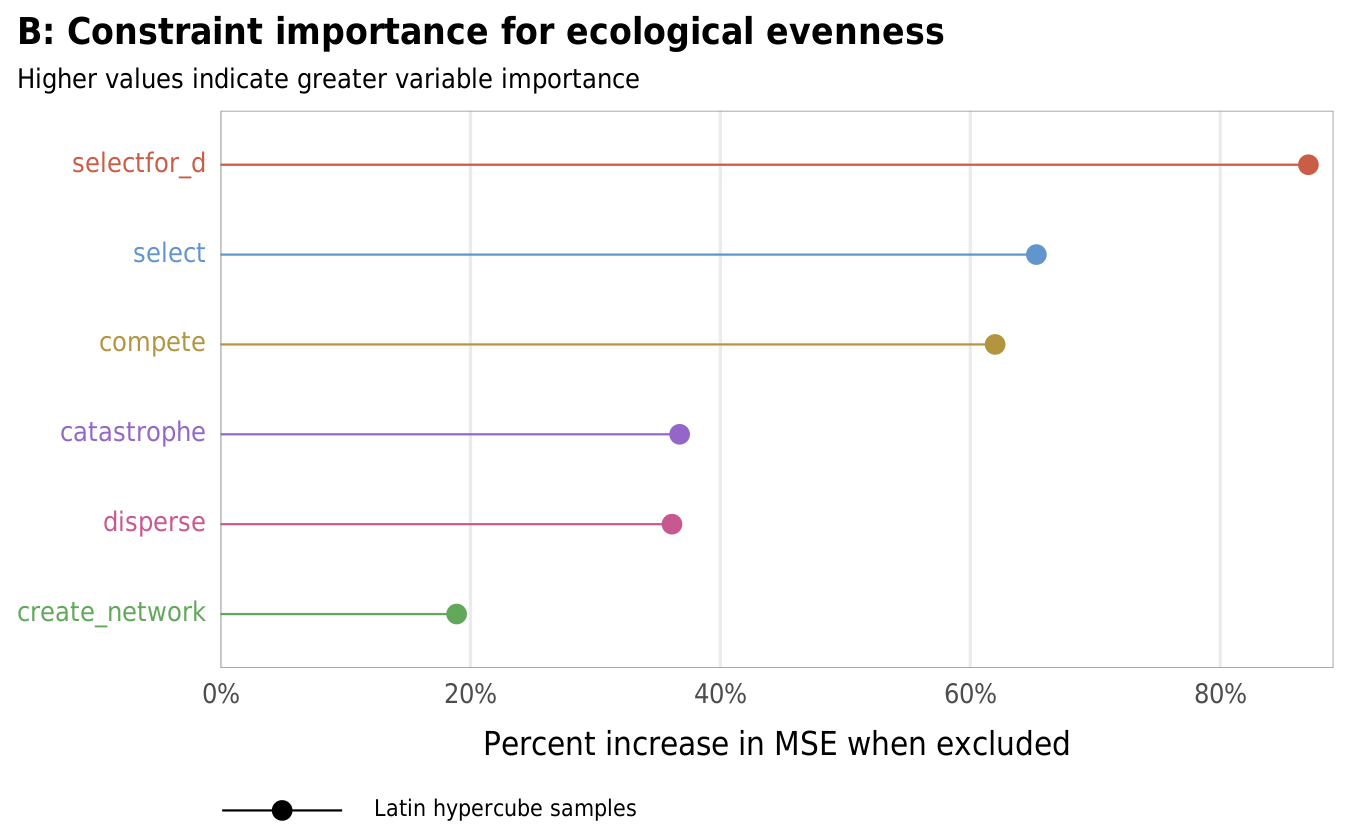 B: Constraint importance for ecological evenness
Higher values indicate greater variable importance
selectfor_d
select
compete
catastrophe
disperse
create_network
0% 20% 40% 60% 80%
Percent increase in MSE when excluded
Latin hypercube samples